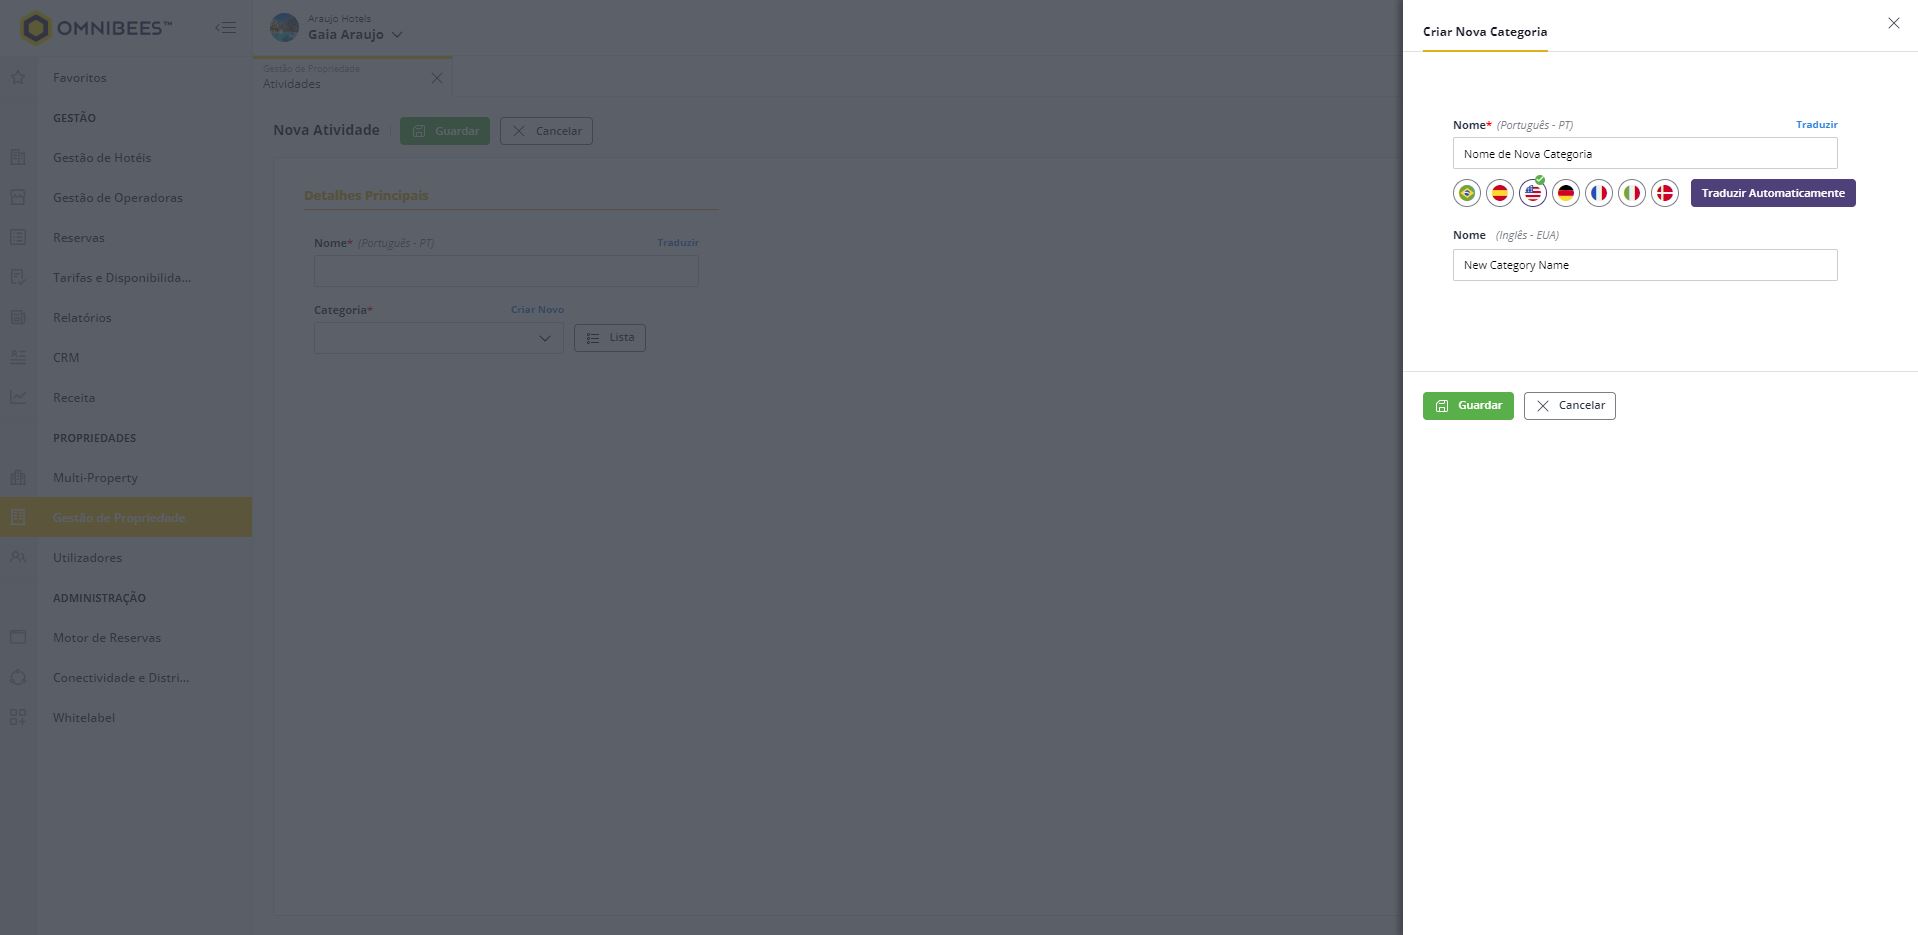 OMNIBEES™
Araujo Hotels
Gaia Araujo
Gestão de Propriedade
Atividades
Favoritos
GESTÃO
Gestão de Hotéis
Gestão de Operadoras
Reservas
Tarifas e Disponibilida...
Relatórios
CRM
Receita
PROPRIEDADES
Multi-Property
Gestão de Propriedade
Utilizadores
ADMINISTRAÇÃO
Motor de Reservas
Conectividade e Distri...
Whitelabel
Nova Atividade Guardar Cancelar
Detalhes Principais
Nome* (Português - PT) Traduzir
Categoria* Criar Novo
Lista
Criar Nova Categoria
Nome* (Português - PT) Traduzir
Nome de Nova Categoria
Traduzir Automaticamente
Nome (Inglês - EUA)
New Category Name
Guardar Cancelar